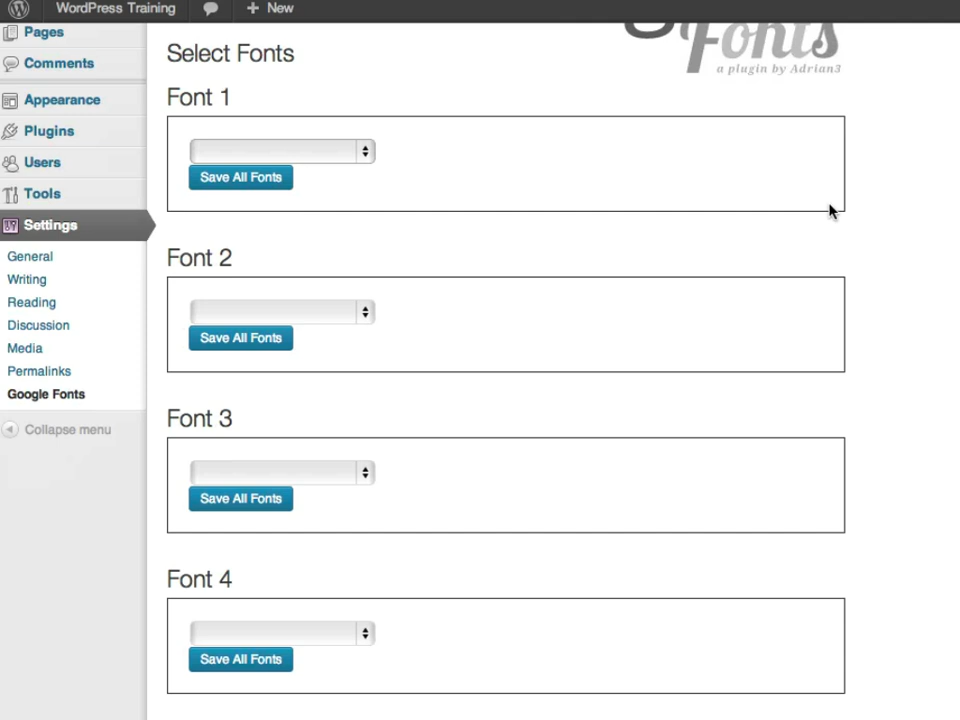 WordPress Training
New
Pages
Comments
Appearance
Plugins
Users
Tools
Settings
General
Writing
Reading
Discussion
Media
Permalinks
Google Fonts
Collapse menu
Fonts
a plugin by Adrian3
Select Fonts
Font 1
Save All Fonts
Font 2
Save All Fonts
Font 3
Save All Fonts
Font 4
Save All Fonts